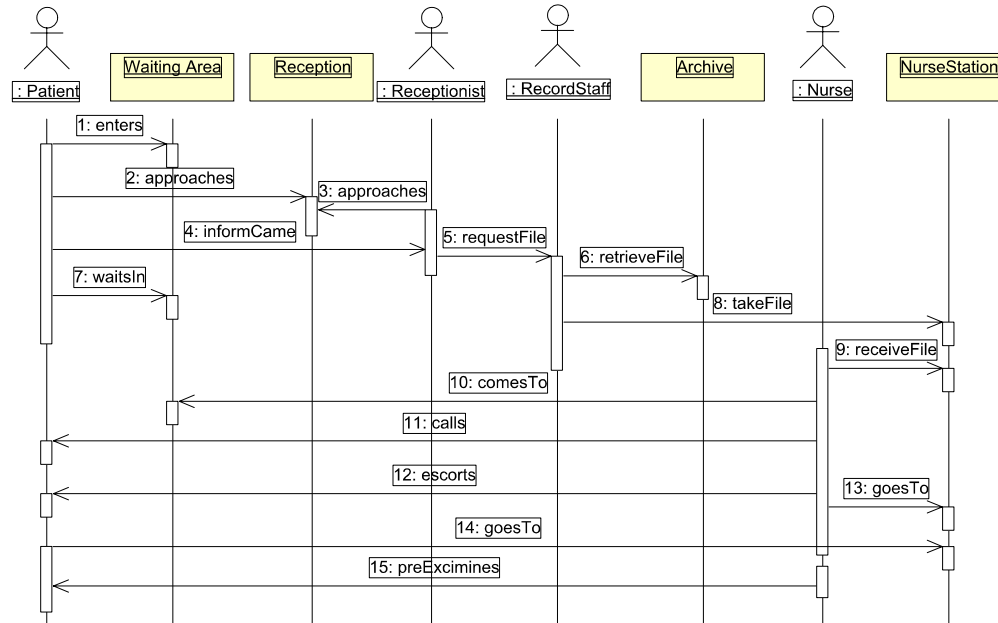 : Patient
Waiting Area
Reception
: Receptionist
: RecordStaff
Archive
: Nurse
NurseStation
1: enters
2: approaches
3: approaches
4: informCame
5: requestFile
6: retrieveFile
7: waitsIn
8: takeFile
9: receiveFile
10: comesTo
11: calls
12: escorts
13: goesTo
14: goesTo
15: preExcimines